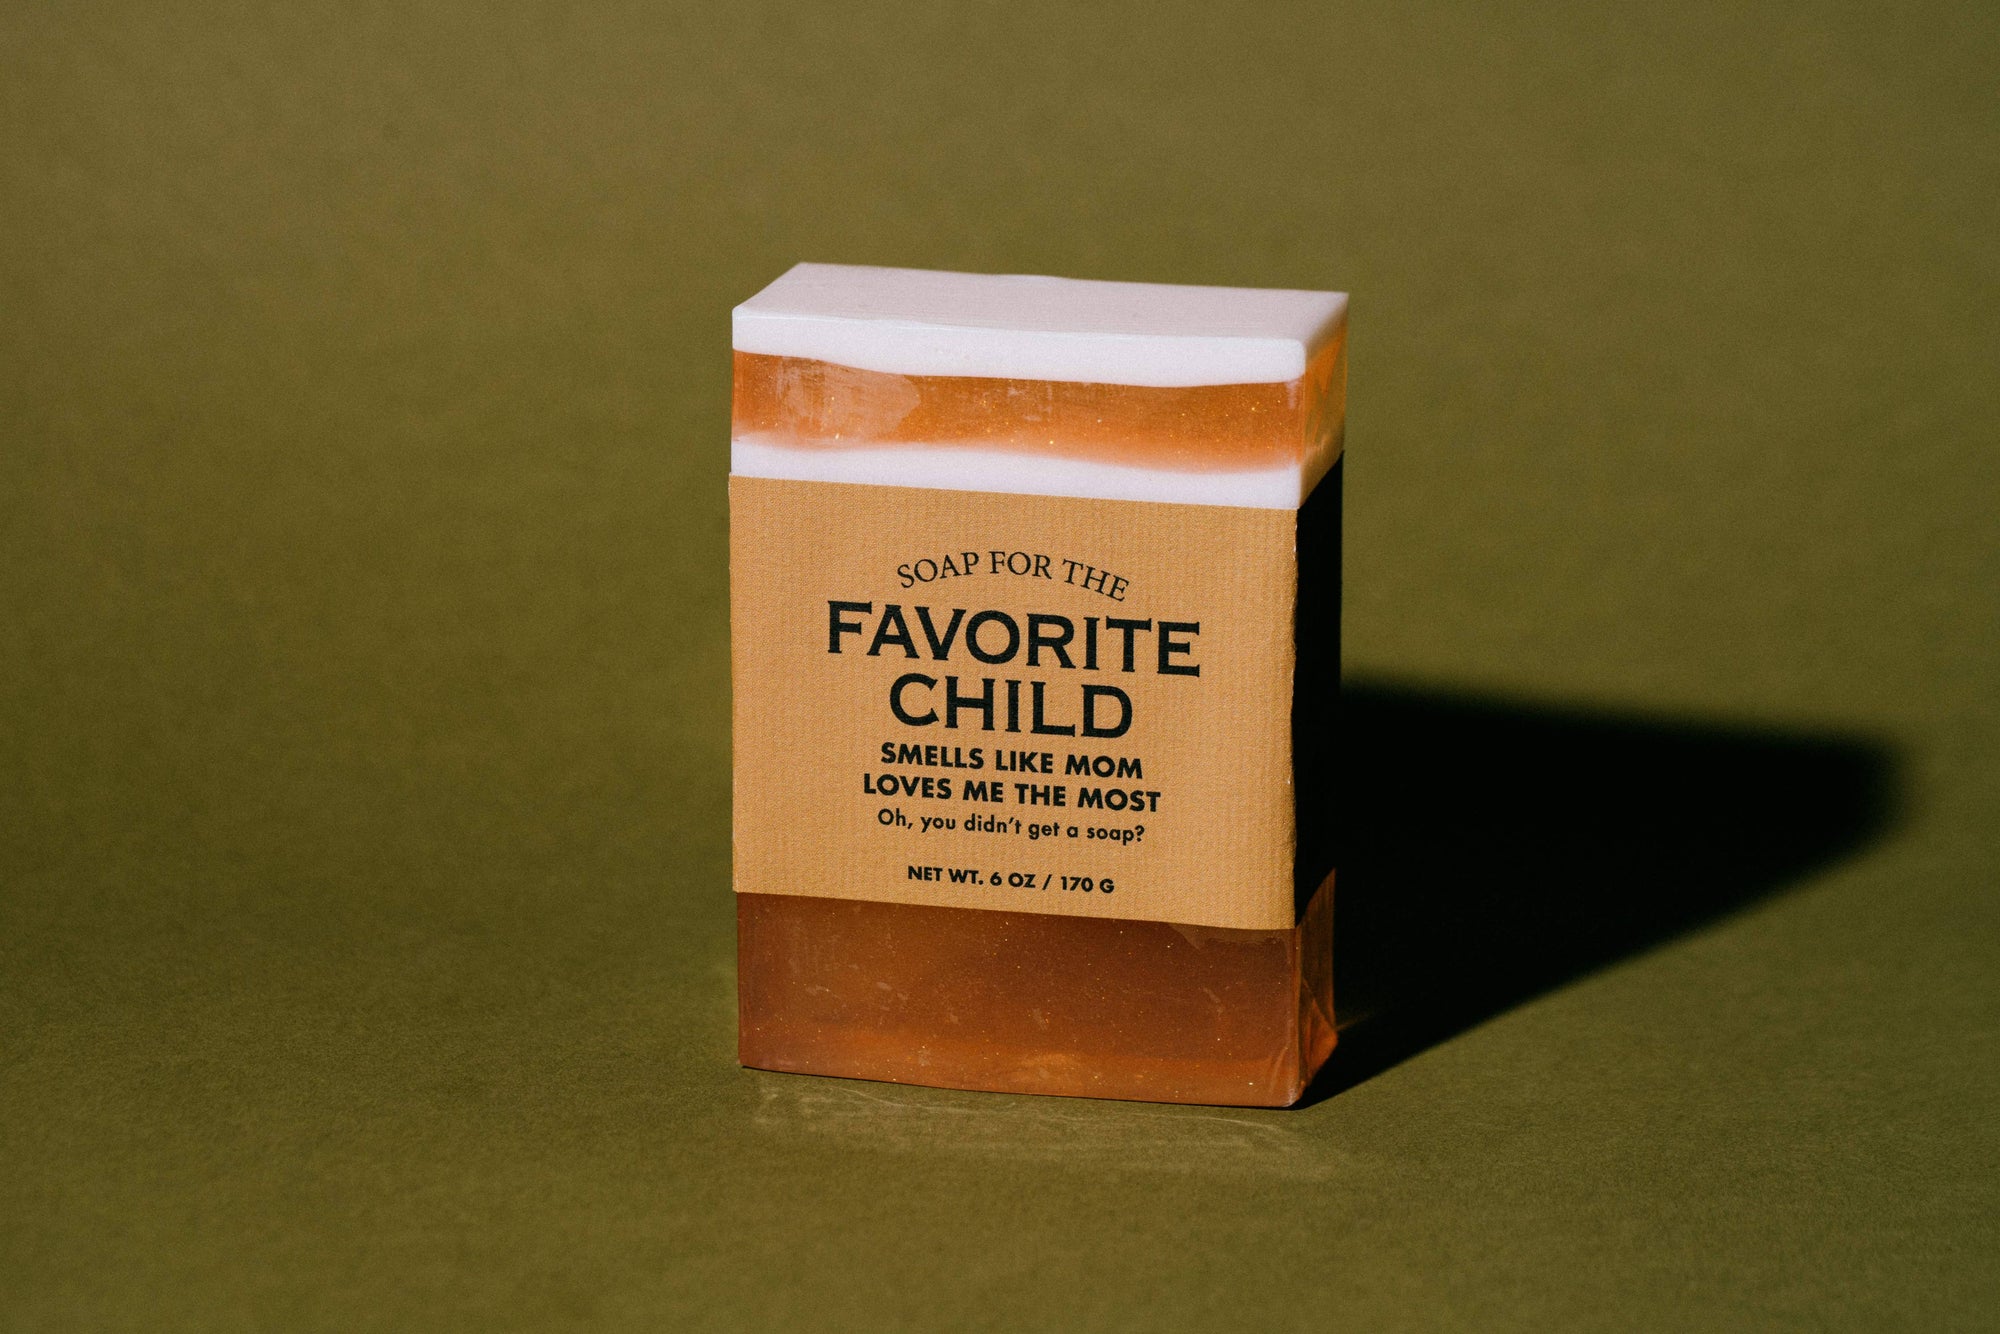 SOAP FOR THE
FAVORITE
CHILD
SMELLS LIKE MOM
LOVES ME THE MOST
Oh, you didn't get a soap?
NET WT. 6 OZ / 170 G